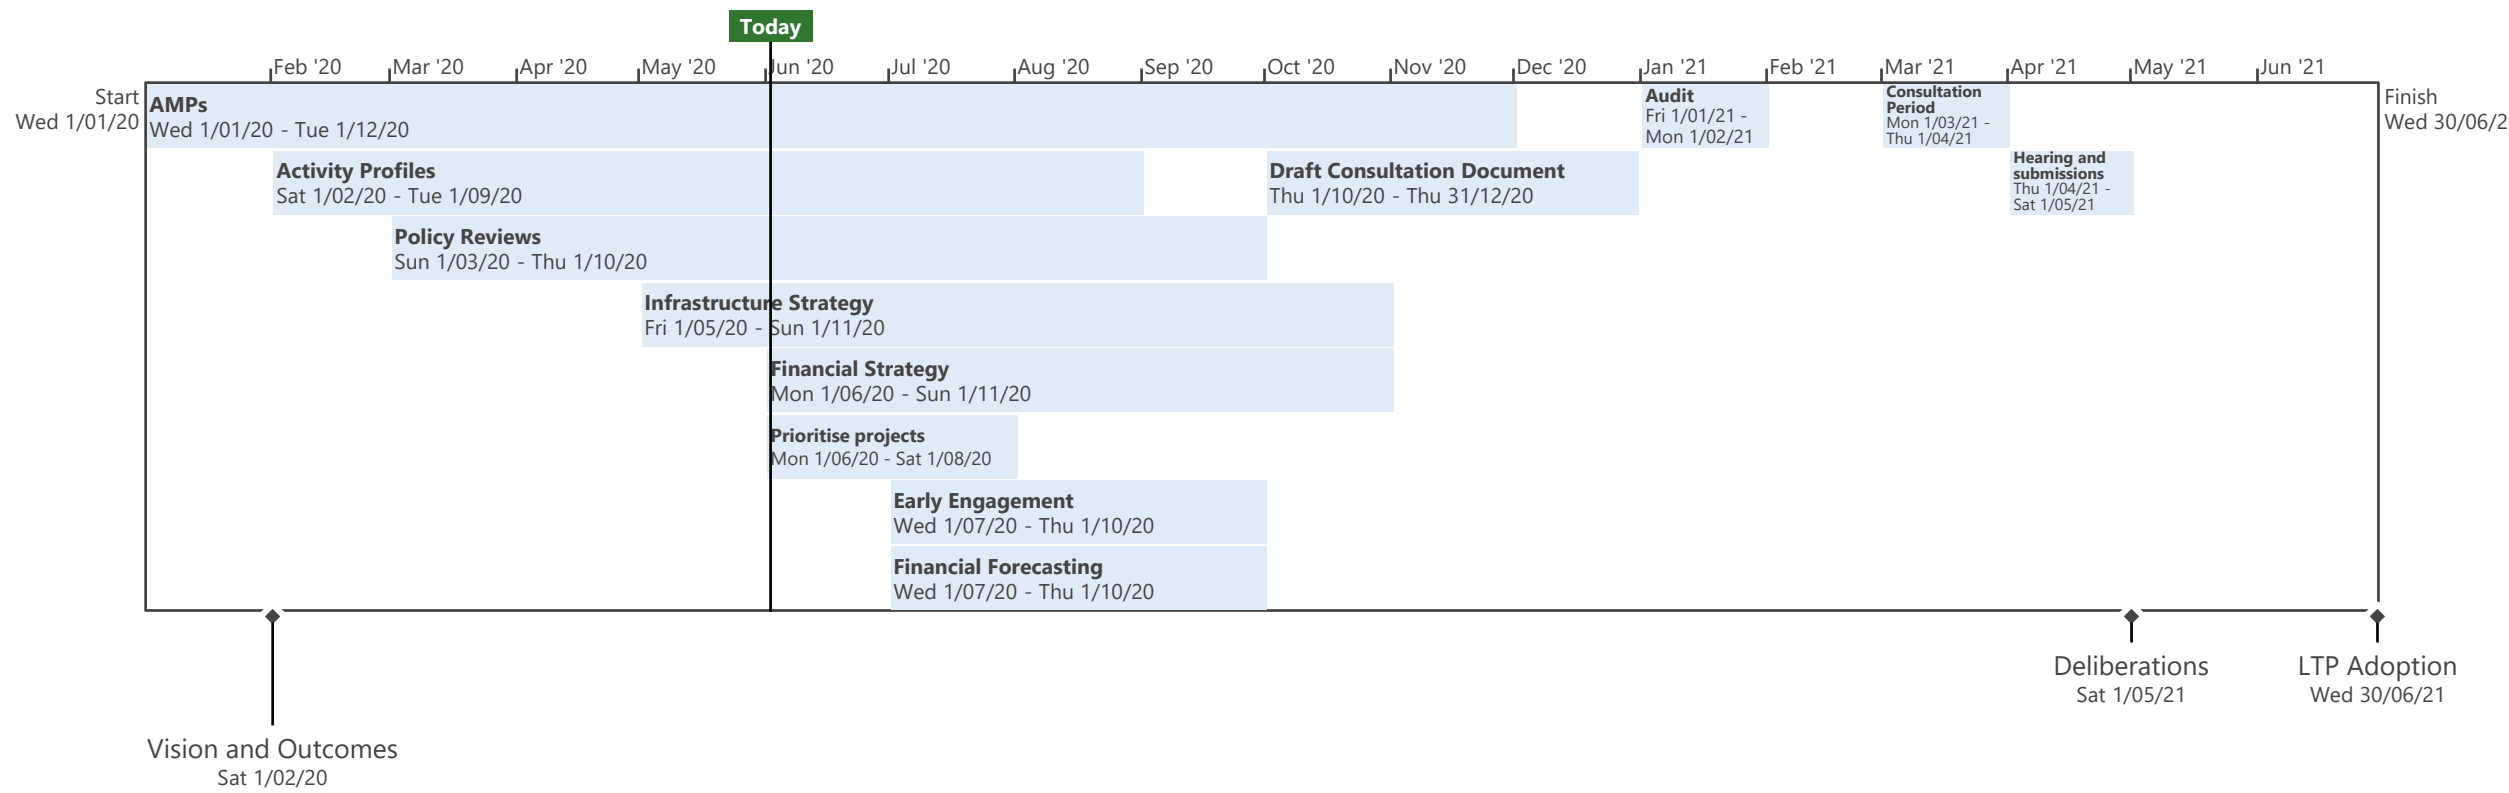 Today
Feb '20 Mar '20 Apr '20 May '20 Jun '20 Jul '20 Aug '20 Sep '20 Oct '20 Nov '20 Dec '20 Jan '21 Feb '21 Mar '21 Apr '21 May '21 Jun '21
Start
Wed 1/01/20
AMPs
Wed 1/01/20 - Tue 1/12/20
Audit
Fri 1/01/21 -
Mon 1/02/21
Consultation
Period
Mon 1/03/21 -
Thu 1/04/21
Finish
Wed 30/06/2
Activity Profiles
Sat 1/02/20 - Tue 1/09/20
Draft Consultation Document
Thu 1/10/20 - Thu 31/12/20
Hearing and
submissions
Thu 1/04/21 -
Sat 1/05/21
Policy Reviews
Sun 1/03/20 - Thu 1/10/20
Infrastructure Strategy
Fri 1/05/20 - Sun 1/11/20
Financial Strategy
Mon 1/06/20 - Sun 1/11/20
Prioritise projects
Mon 1/06/20 - Sat 1/08/20
Early Engagement
Wed 1/07/20 - Thu 1/10/20
Financial Forecasting
Wed 1/07/20 - Thu 1/10/20
Deliberations
Sat 1/05/21
LTP Adoption
Wed 30/06/21
Vision and Outcomes
Sat 1/02/20